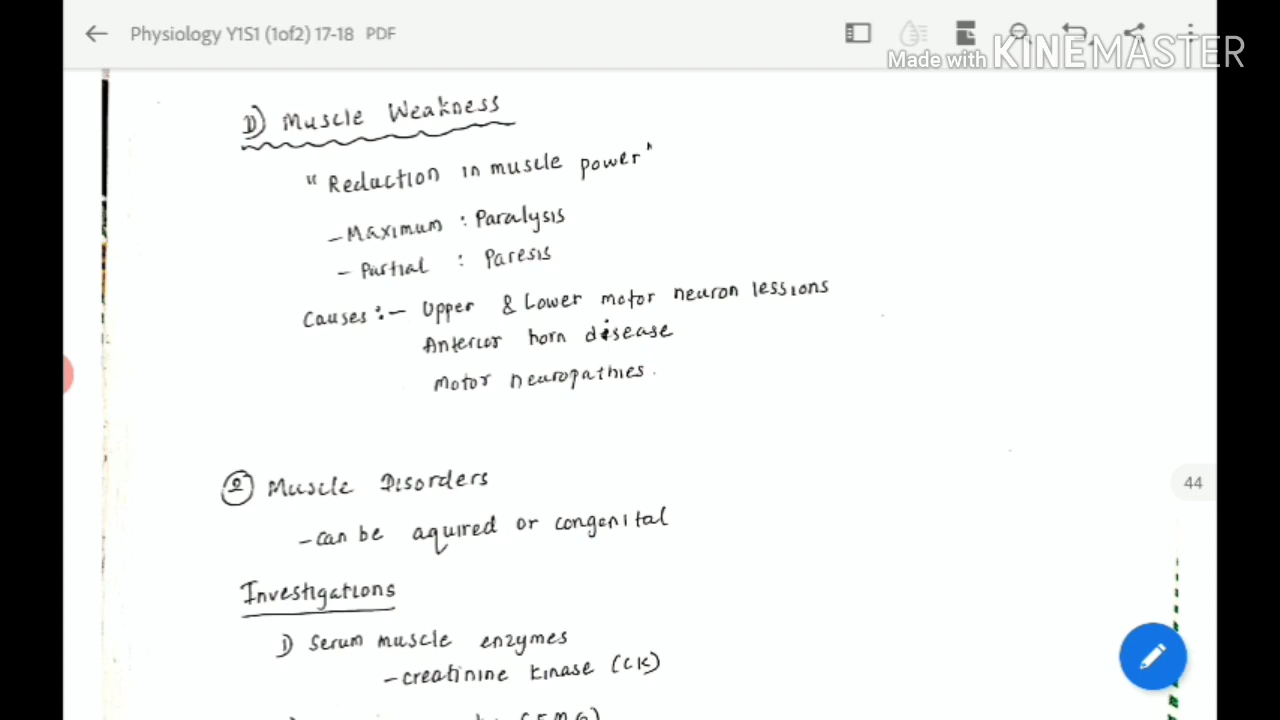 Physiology Y1S1 (1of2) 17-18 PDF
Made with KINEMASTER
D) Muscle Weakness
"Reduction in muscle power"
- Maximum : Paralysis
- Partial : Paresis
Causes :- Upper & Lower motor neuron lessions
Anterior horn disease
Motor neuropathies.
44
② Muscle Disorders
- can be aquired or congenital
Investigations
1) Serum muscle enzymes
- creatinine kinase (CK)
(EMG)